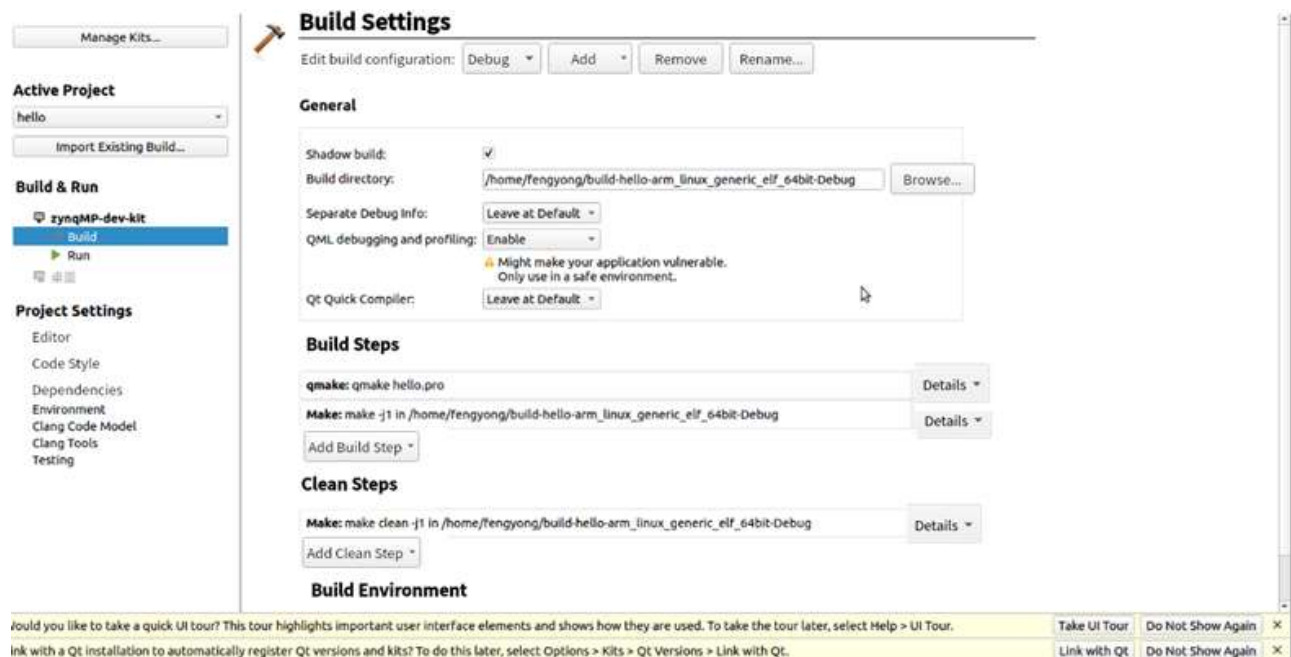 Manage Kits...
Active Project
hello
Import Existing Build...
Build & Run
zynqMP-dev-kit
Build
Run
桌面
Project Settings
Editor
Code Style
Dependencies
Environment
Clang Code Model
Clang Tools
Testing
Build Settings
Edit build configuration: Debug Add Remove Rename...
General
Shadow build:
Build directory: /home/fengyong/build-hello-arm_linux_generic_elf_64bit-Debug Browse...
Separate Debug Info: Leave at Default
QML debugging and profiling: Enable
Might make your application vulnerable.
Only use in a safe environment.
Qt Quick Compiler: Leave at Default
Build Steps
qmake: qmake hello.pro Details
Make: make -j1 in /home/fengyong/build-hello-arm_linux_generic_elf_64bit-Debug Details
Add Build Step
Clean Steps
Make: make clean -j1 in /home/fengyong/build-hello-arm_linux_generic_elf_64bit-Debug Details
Add Clean Step
Build Environment
ould you like to take a quick UI tour? This tour highlights important user interface elements and shows how they are used. To take the tour later, select Help > UI Tour. Take UI Tour Do Not Show Again
ink with a Qt installation to automatically register Qt versions and kits? To do this later, select Options > Kits > Qt Versions > Link with Qt. Link with Qt Do Not Show Again